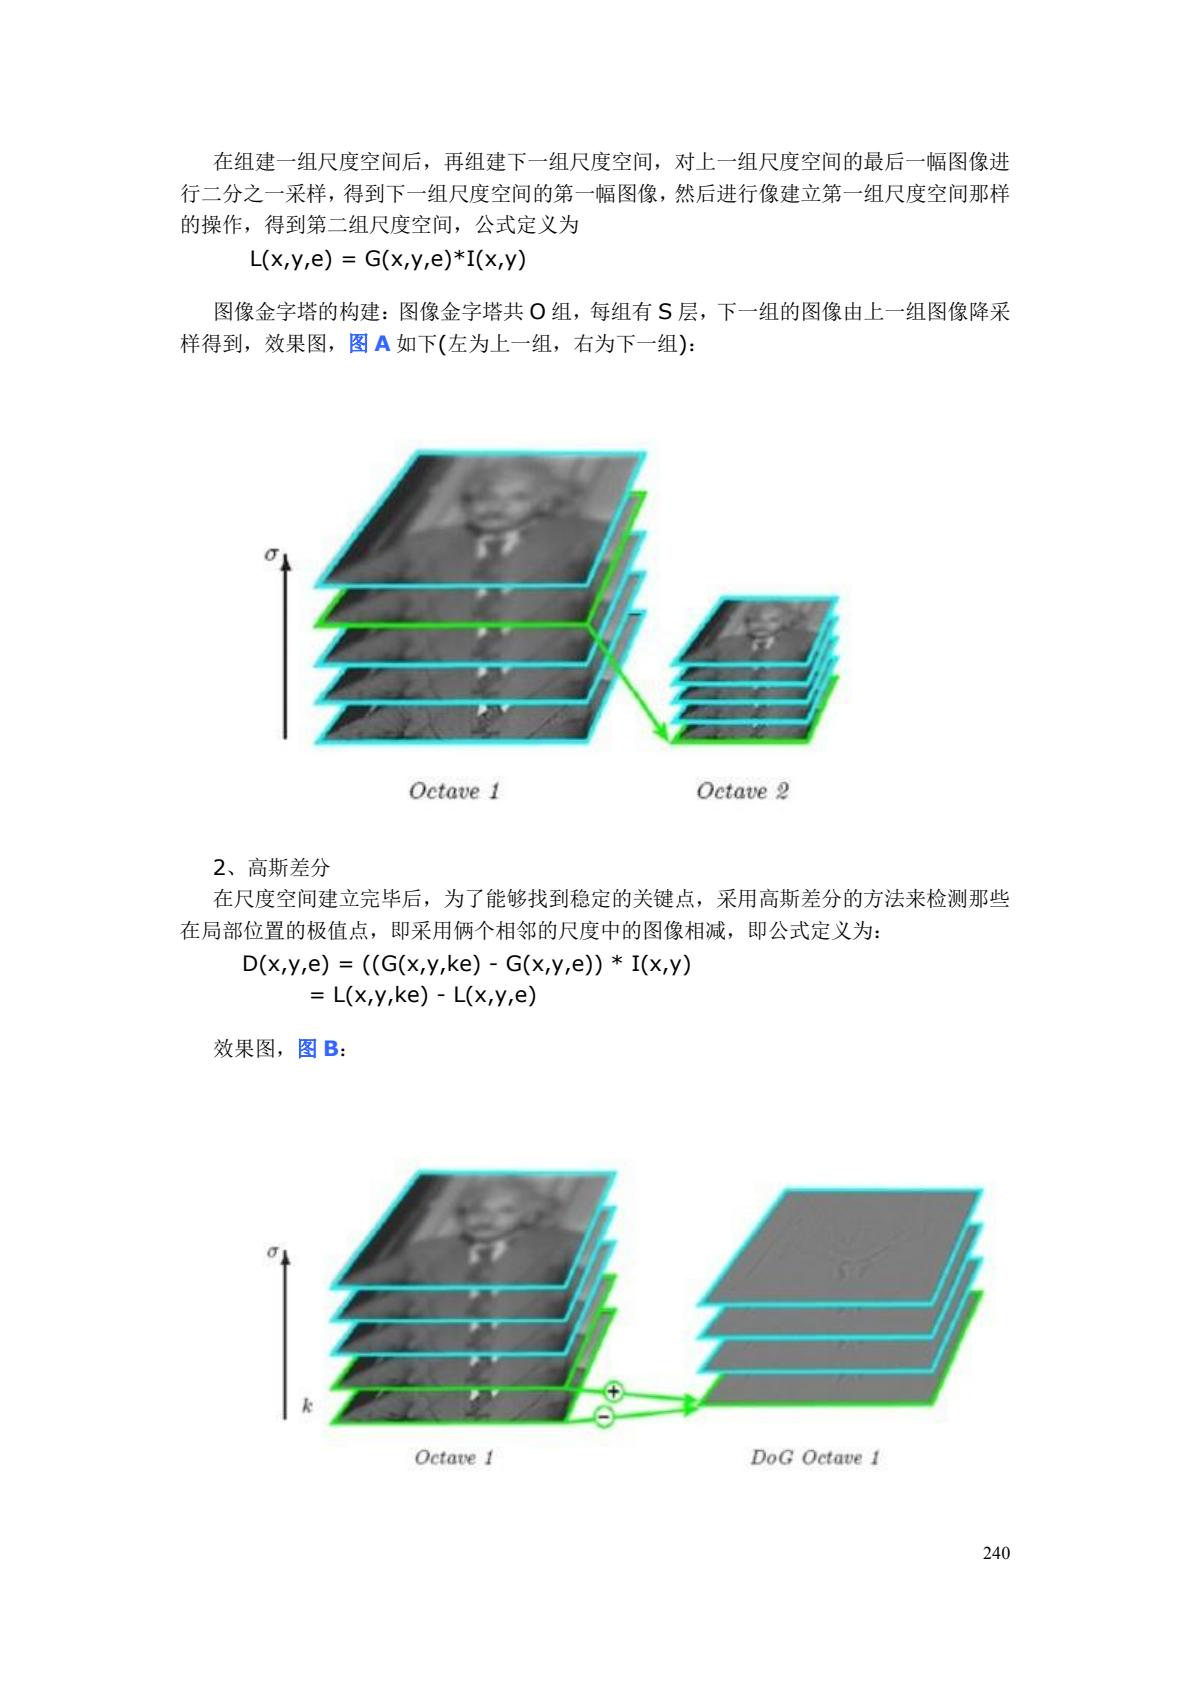 在组建一组尺度空间后，再组建下一组尺度空间，对上一组尺度空间的最后一幅图像进
行二分之一采样，得到下一组尺度空间的第一幅图像，然后进行像建立第一组尺度空间那样
的操作，得到第二组尺度空间，公式定义为
L(x,y,e) = G(x,y,e)*I(x,y)
图像金字塔的构建：图像金字塔共 O 组，每组有 S 层，下一组的图像由上一组图像降采
样得到，效果图，图 A 如下(左为上一组，右为下一组)：
σ
Octave 1
Octave 2
2、高斯差分
在尺度空间建立完毕后，为了能够找到稳定的关键点，采用高斯差分的方法来检测那些
在局部位置的极值点，即采用俩个相邻的尺度中的图像相减，即公式定义为：
D(x,y,e) = ((G(x,y,ke) - G(x,y,e)) * I(x,y)
= L(x,y,ke) - L(x,y,e)
效果图，图 B：
σ
k
+
−
Octave 1
DoG Octave 1
240